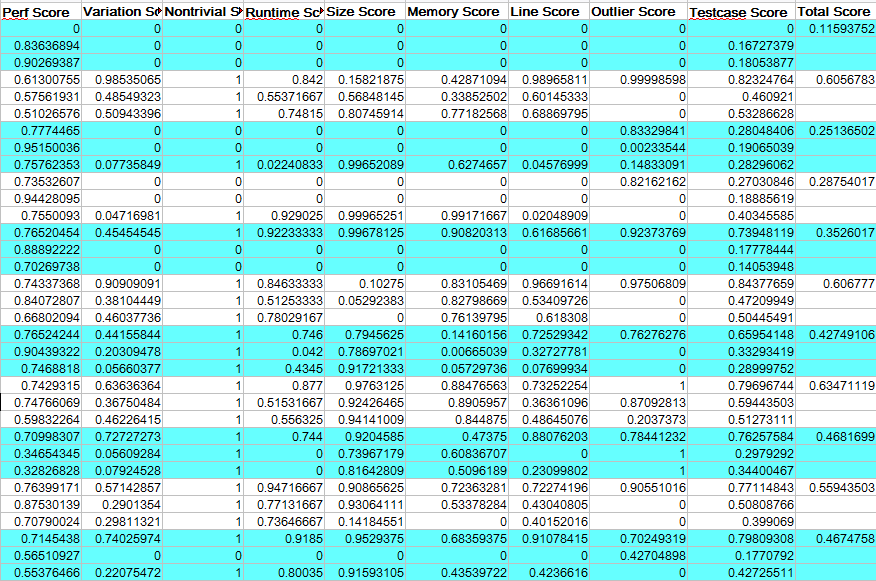 Perf Score Variation Sc Nontrivial S Runtime Sc Size Score Memory Score Line Score Outlier Score Testcase Score Total Score
0 0 0 0 0 0 0 0 0 0.11593752
0.83636894 0 0 0 0 0 0 0 0.16727379
0.90269387 0 0 0 0 0 0 0 0.18053877
0.61300755 0.98535065 1 0.842 0.15821875 0.42871094 0.98965811 0.99998598 0.82324764 0.6056783
0.57561931 0.48549323 1 0.55371667 0.56848145 0.33852502 0.60145333 0 0.460921
0.51026576 0.50943396 1 0.74815 0.80745914 0.77182568 0.68869795 0 0.53286628
0.7774465 0 0 0 0 0 0 0.83329841 0.28048406 0.25136502
0.95150036 0 0 0 0 0 0 0.00233544 0.19065039
0.75762353 0.07735849 1 0.02240833 0.99652089 0.6274657 0.04576999 0.14833091 0.28296062
0.73532607 0 0 0 0 0 0 0.82162162 0.27030846 0.28754017
0.94428095 0 0 0 0 0 0 0 0.18885619
0.7550093 0.04716981 1 0.929025 0.99965251 0.99171667 0.02048909 0 0.40345585
0.76520454 0.45454545 1 0.92233333 0.99678125 0.90820313 0.61685661 0.92373769 0.73948119 0.3526017
0.88892222 0 0 0 0 0 0 0 0.17778444
0.70269738 0 0 0 0 0 0 0 0.14053948
0.74337368 0.90909091 1 0.84633333 0.10275 0.83105469 0.96691614 0.97506809 0.84377659 0.606777
0.84072807 0.38104449 1 0.51253333 0.05292383 0.82798669 0.53409726 0 0.47209949
0.66802094 0.46037736 1 0.78029167 0 0.76139795 0.618308 0 0.50445491
0.76524244 0.44155844 1 0.746 0.7945625 0.14160156 0.72529342 0.76276276 0.65954148 0.42749106
0.90439322 0.20309478 1 0.042 0.78697021 0.00665039 0.32727781 0 0.33293419
0.7468818 0.05660377 1 0.4345 0.91721333 0.05729736 0.07699934 0 0.28999752
0.7429315 0.63636364 1 0.877 0.9763125 0.88476563 0.73252254 1 0.79696744 0.63471119
0.74766069 0.36750484 1 0.51531667 0.92426465 0.8905957 0.36361096 0.87092813 0.59443503
0.59832264 0.46226415 1 0.556325 0.94141009 0.844875 0.48645076 0.2037373 0.51273111
0.70998307 0.72727273 1 0.744 0.9204585 0.47375 0.88076203 0.78441232 0.76257584 0.4681699
0.34654345 0.05609284 1 0 0.73967179 0.60836707 0 1 0.2979292
0.32826828 0.07924528 1 0 0.81642809 0.5096189 0.23099802 1 0.34400467
0.76399171 0.57142857 1 0.94716667 0.90865625 0.72363281 0.72274196 0.90551016 0.77114843 0.55943503
0.87530139 0.2901354 1 0.77131667 0.93064111 0.53378284 0.43040805 0 0.50808766
0.70790024 0.29811321 1 0.73646667 0.14184551 0 0.40152016 0 0.399069
0.7145438 0.74025974 1 0.9185 0.9529375 0.68359375 0.91078415 0.70249319 0.79809308 0.4674758
0.56510927 0 0 0 0 0 0 0.42704898 0.1770792
0.55376466 0.22075472 1 0.80035 0.91593105 0.43539722 0.4236616 0 0.42725511